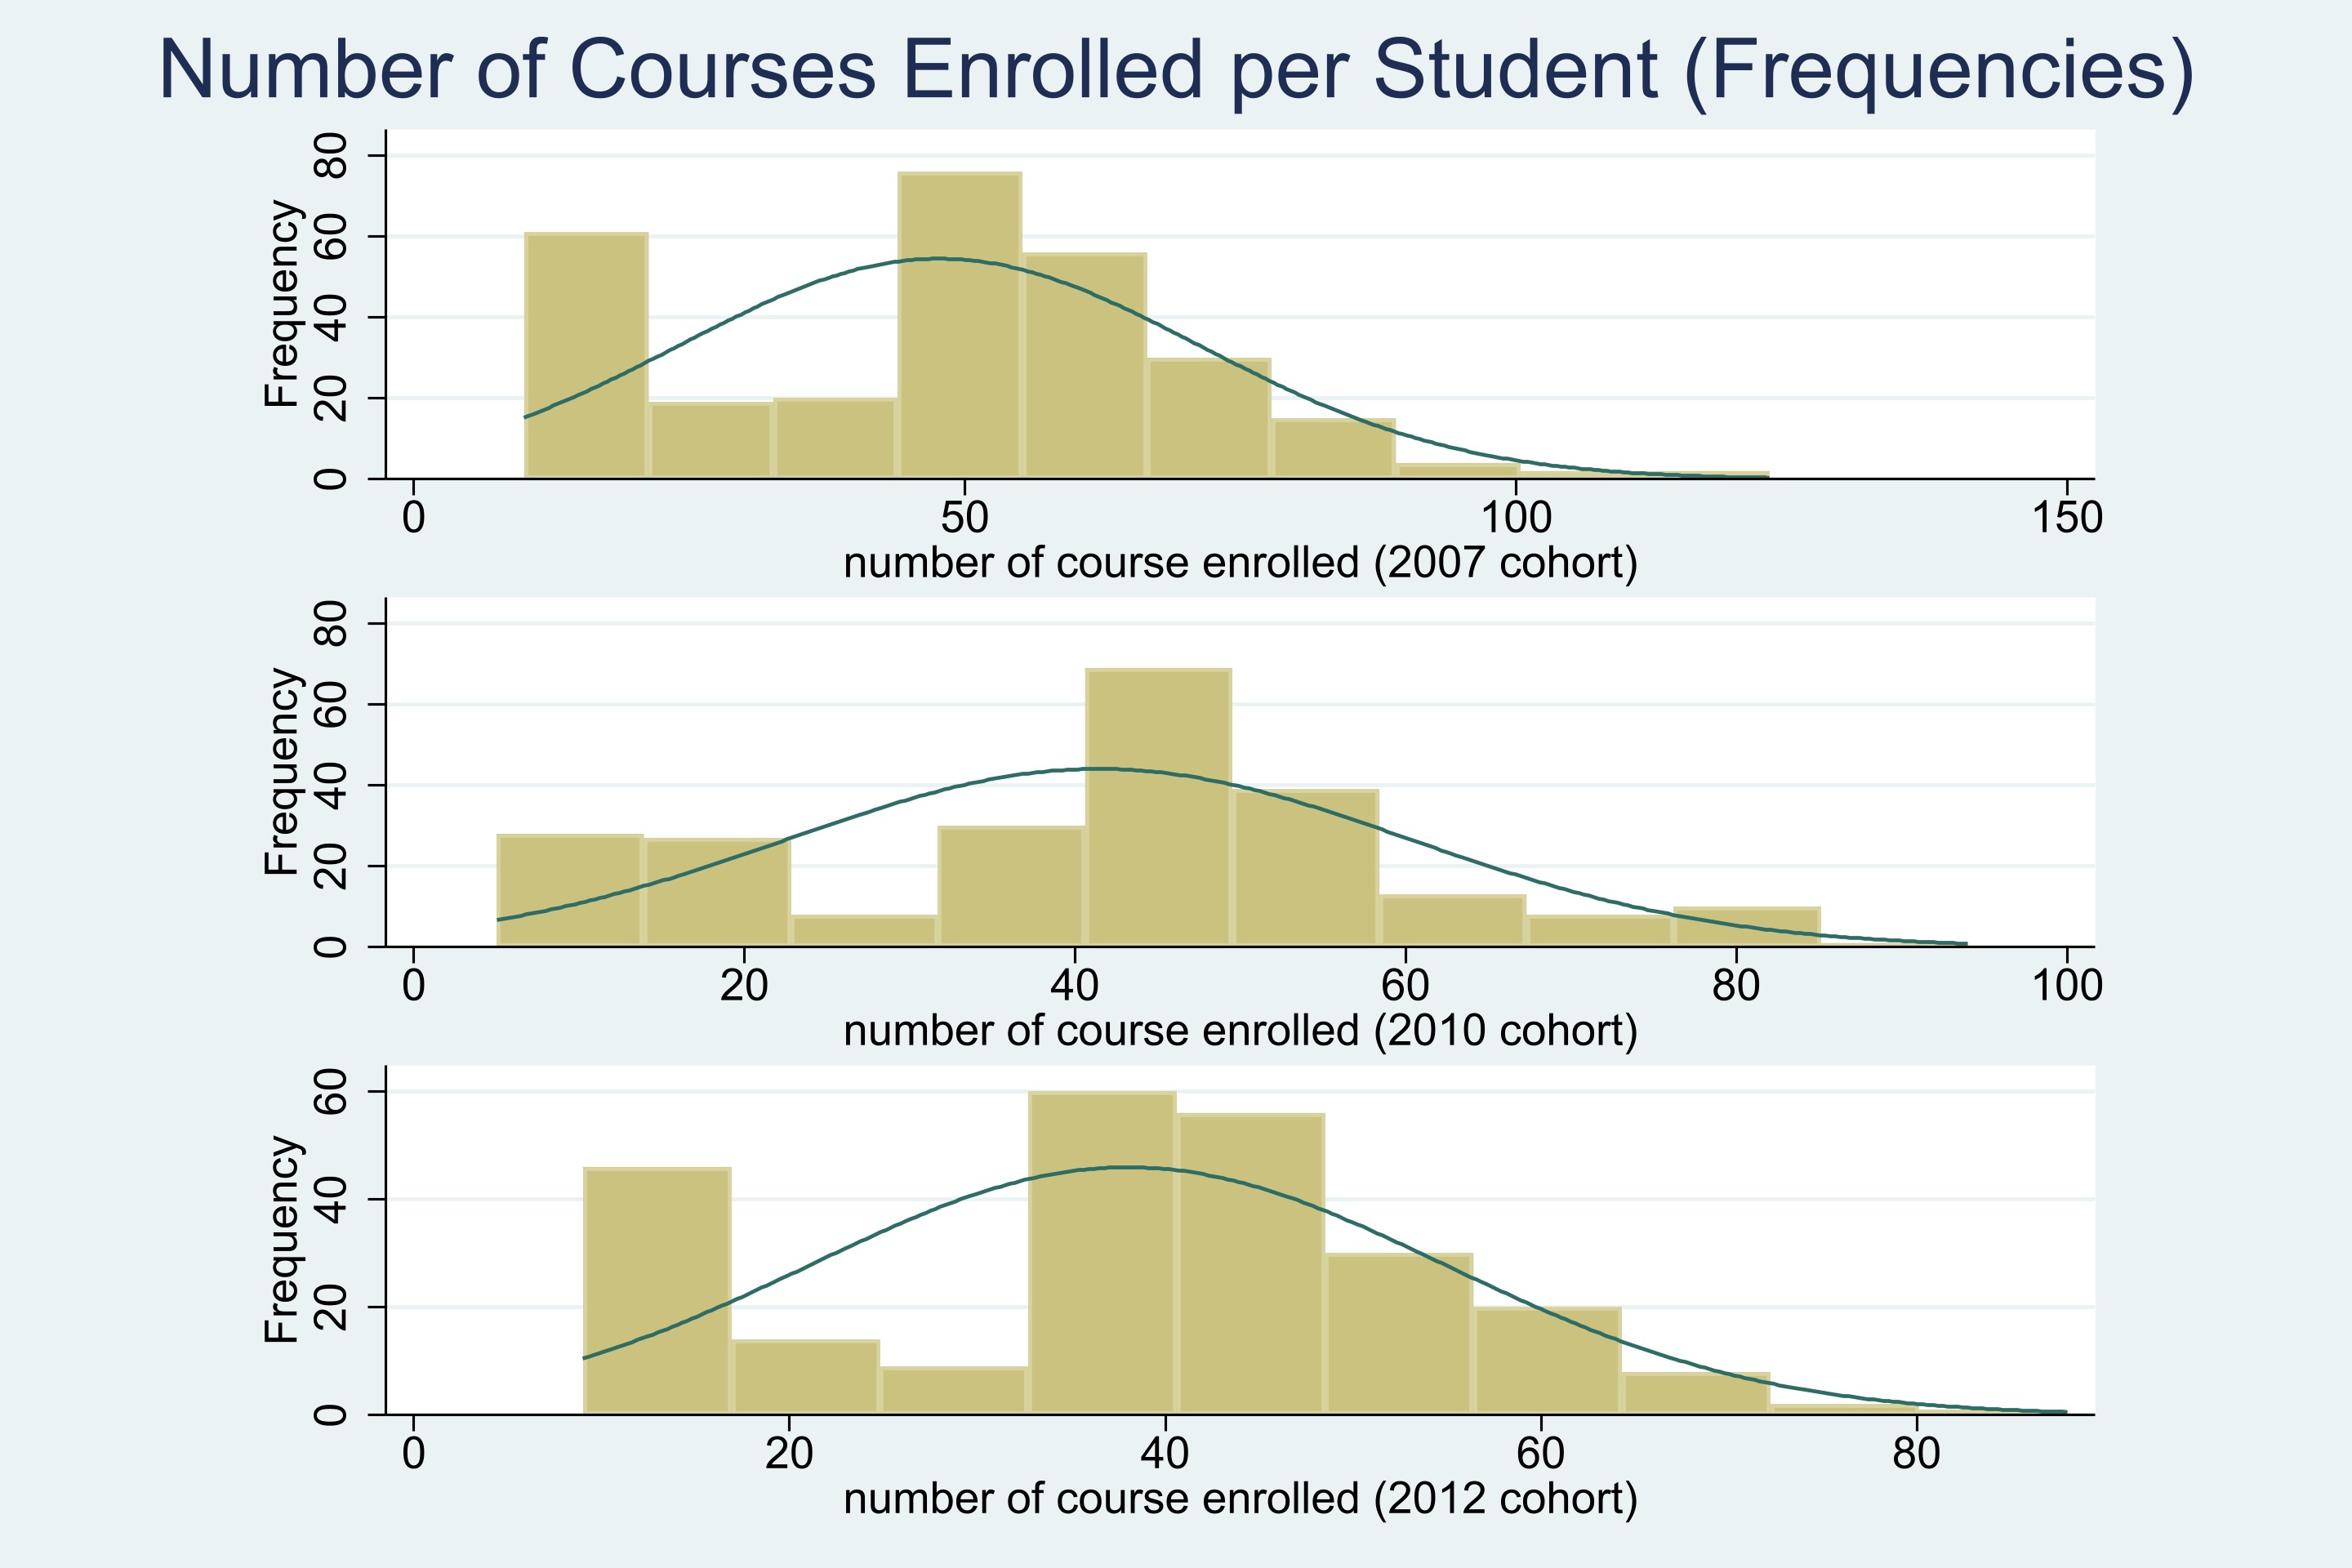 Number of Courses Enrolled per Student (Frequencies)
Frequency
80
60
40
20
0
0 50 100 150
number of course enrolled (2007 cohort)
Frequency
80
60
40
20
0
0 20 40 60 80 100
number of course enrolled (2010 cohort)
Frequency
60
40
20
0
0 20 40 60 80
number of course enrolled (2012 cohort)